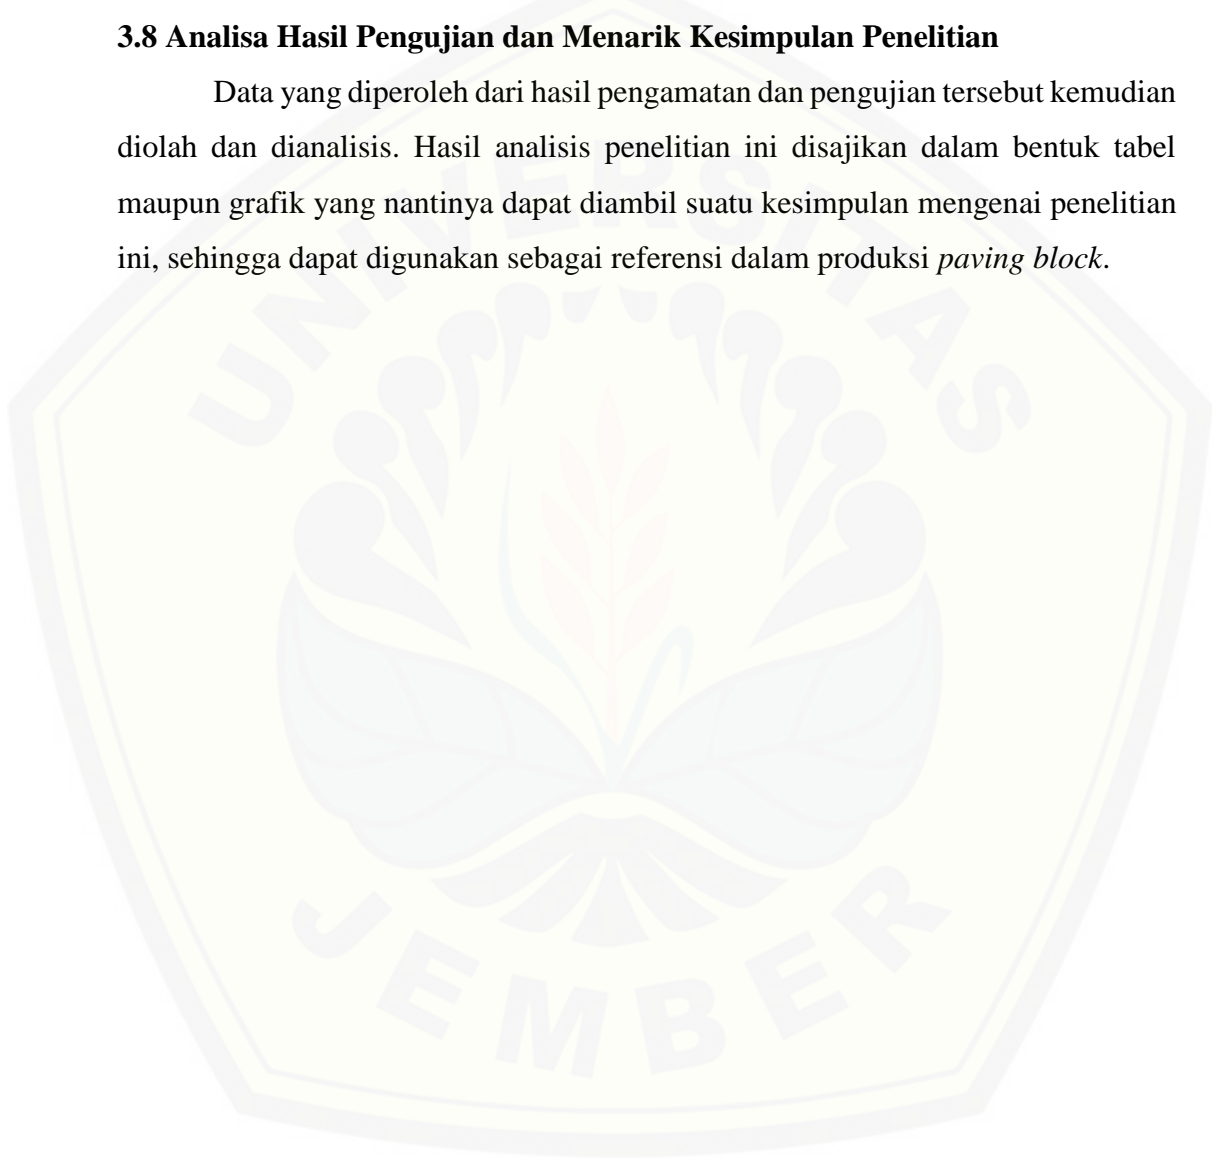 3.8 Analisa Hasil Pengujian dan Menarik Kesimpulan Penelitian
Data yang diperoleh dari hasil pengamatan dan pengujian tersebut kemudian
diolah dan dianalisis. Hasil analisis penelitian ini disajikan dalam bentuk tabel
maupun grafik yang nantinya dapat diambil suatu kesimpulan mengenai penelitian
ini, sehingga dapat digunakan sebagai referensi dalam produksi paving block.
UNIVERSITAS
JEMBER